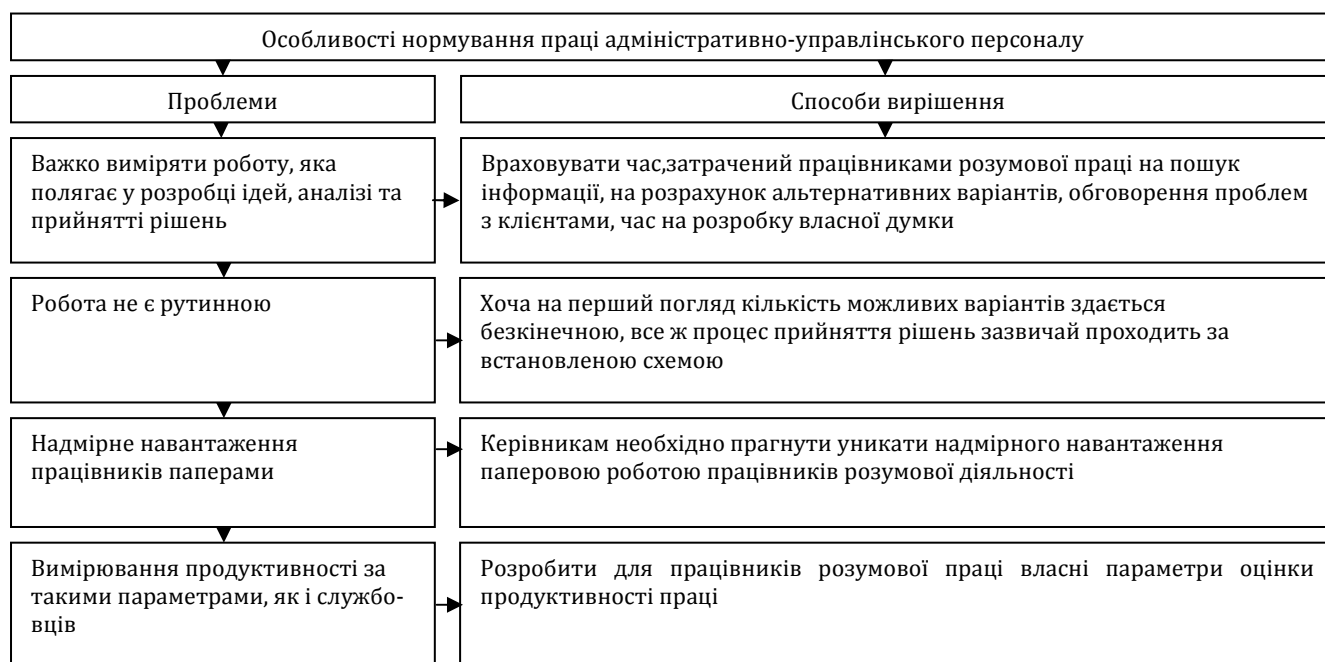 Особливості нормування праці адміністративно-управлінського персоналу
Проблеми
Способи вирішення
Важко виміряти роботу, яка
полягає у розробці ідей, аналізі та
прийнятті рішень
Враховувати час,затрачений працівниками розумової праці на пошук
інформації, на розрахунок альтернативних варіантів, обговорення проблем
з клієнтами, час на розробку власної думки
Робота не є рутинною
Хоча на перший погляд кількість можливих варіантів здається
безкінечною, все ж процес прийняття рішень зазвичай проходить за
встановленою схемою
Надмірне навантаження
працівників паперами
Керівникам необхідно прагнути уникати надмірного навантаження
паперовою роботою працівників розумової діяльності
Вимірювання продуктивності за
такими параметрами, як і службо-
вців
Розробити для працівників розумової праці власні параметри оцінки
продуктивності праці